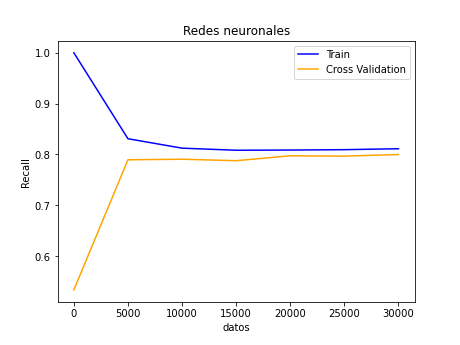 Redes neuronales
Train
Cross Validation
Recall
1.0
0.9
0.8
0.7
0.6
0 5000 10000 15000 20000 25000 30000
datos